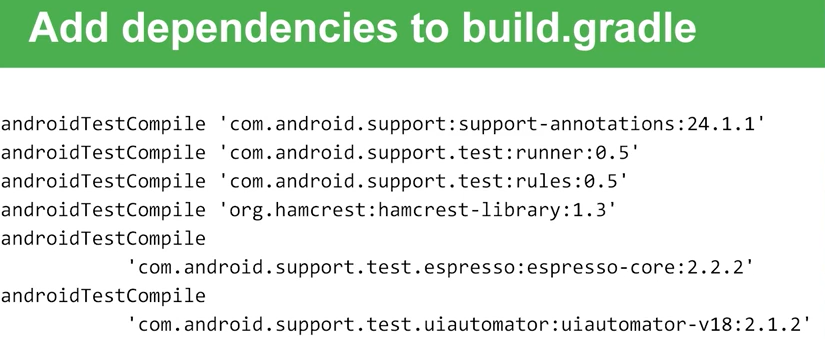 Add dependencies to build.gradle
androidTestCompile 'com.android.support:support-annotations:24.1.1'
androidTestCompile 'com.android.support.test:runner:0.5'
androidTestCompile 'com.android.support.test:rules:0.5'
androidTestCompile 'org.hamcrest:hamcrest-library:1.3'
androidTestCompile
'com.android.support.test.espresso:espresso-core:2.2.2'
androidTestCompile
'com.android.support.test.uiautomator:uiautomator-v18:2.1.2'